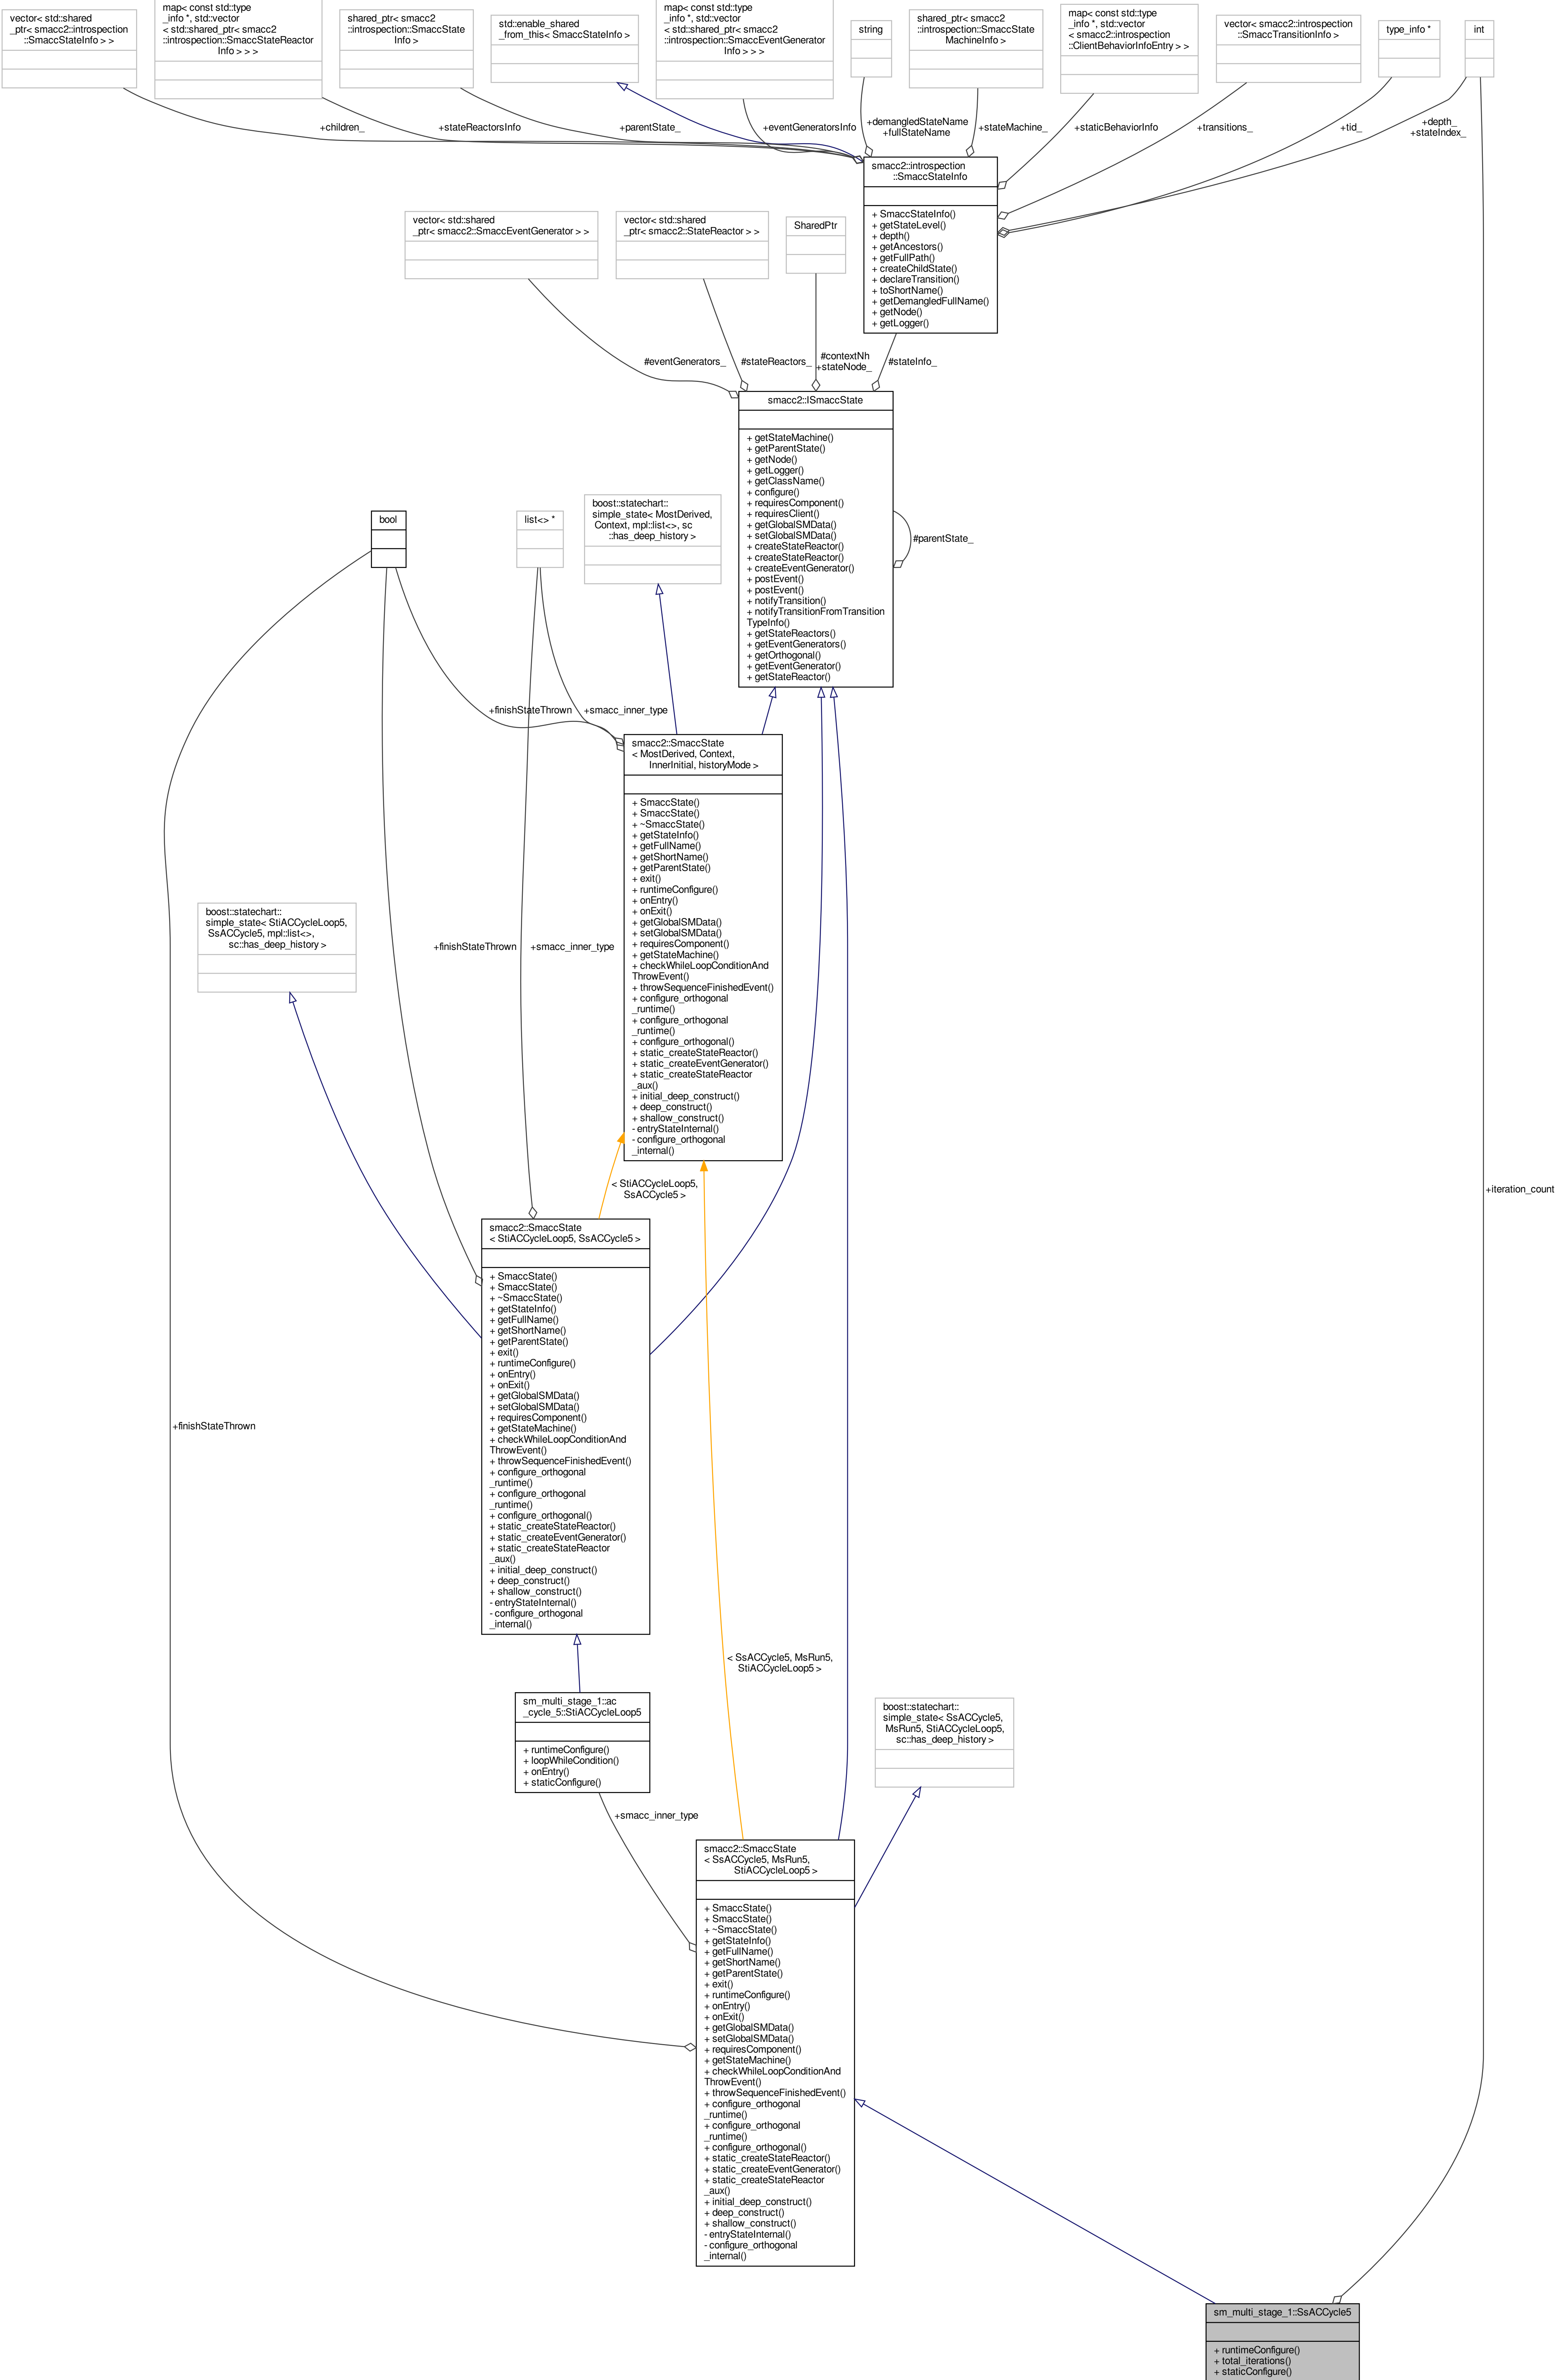 vector< std::shared
_ptr< smacc2::introspection
::SmaccStateInfo > >
map< const std::type
_info *, std::vector
< std::shared_ptr< smacc2
::introspection::SmaccStateReactor
Info > > >
shared_ptr< smacc2
::introspection::SmaccState
Info >
std::enable_shared
_from_this< SmaccStateInfo >
map< const std::type
_info *, std::vector
< std::shared_ptr< smacc2
::introspection::SmaccEventGenerator
Info > > >
string
shared_ptr< smacc2
::introspection::SmaccState
MachineInfo >
map< const std::type
_info *, std::vector
< smacc2::introspection
::ClientBehaviorInfoEntry > >
vector< smacc2::introspection
::SmaccTransitionInfo >
type_info *
int
+children_
+stateReactorsInfo
+parentState_
+eventGeneratorsInfo
+demangledStateName
+fullStateName
+stateMachine_
+staticBehaviorInfo
+transitions_
+tid_
+depth_
+stateIndex_
smacc2::introspection
::SmaccStateInfo
+ SmaccStateInfo()
+ getStateLevel()
+ depth()
+ getAncestors()
+ getFullPath()
+ createChildState()
+ declareTransition()
+ toShortName()
+ getDemangledFullName()
+ getNode()
+ getLogger()
vector< std::shared
_ptr< smacc2::SmaccEventGenerator > >
vector< std::shared
_ptr< smacc2::StateReactor > >
SharedPtr
#eventGenerators_
#stateReactors_
#contextNh
+stateNode_
#stateInfo_
smacc2::ISmaccState
+ getStateMachine()
+ getParentState()
+ getNode()
+ getLogger()
+ getClassName()
+ configure()
+ requiresComponent()
+ requiresClient()
+ getGlobalSMData()
+ setGlobalSMData()
+ createStateReactor()
+ createStateReactor()
+ createEventGenerator()
+ postEvent()
+ postEvent()
+ notifyTransition()
+ notifyTransitionFromTransition
TypeInfo()
+ getStateReactors()
+ getEventGenerators()
+ getOrthogonal()
+ getEventGenerator()
+ getStateReactor()
#parentState_
bool
list<> *
boost::statechart::
simple_state< MostDerived,
Context, mpl::list<>, sc
::has_deep_history >
+finishStateThrown
+smacc_inner_type
smacc2::SmaccState
< MostDerived, Context,
InnerInitial, historyMode >
+ SmaccState()
+ SmaccState()
+ ~SmaccState()
+ getStateInfo()
+ getFullName()
+ getShortName()
+ getParentState()
+ exit()
+ runtimeConfigure()
+ onEntry()
+ onExit()
+ getGlobalSMData()
+ setGlobalSMData()
+ requiresComponent()
+ getStateMachine()
+ checkWhileLoopConditionAnd
ThrowEvent()
+ throwSequenceFinishedEvent()
+ configure_orthogonal
_runtime()
+ configure_orthogonal
_runtime()
+ configure_orthogonal()
+ static_createStateReactor()
+ static_createEventGenerator()
+ static_createStateReactor
_aux()
+ initial_deep_construct()
+ deep_construct()
+ shallow_construct()
- entryStateInternal()
- configure_orthogonal
_internal()
boost::statechart::
simple_state< StiACCycleLoop5,
SsACCycle5, mpl::list<>,
sc::has_deep_history >
+finishStateThrown
+smacc_inner_type
< StiACCycleLoop5,
SsACCycle5 >
+iteration_count
smacc2::SmaccState
< StiACCycleLoop5, SsACCycle5 >
+ SmaccState()
+ SmaccState()
+ ~SmaccState()
+ getStateInfo()
+ getFullName()
+ getShortName()
+ getParentState()
+ exit()
+ runtimeConfigure()
+ onEntry()
+ onExit()
+ getGlobalSMData()
+ setGlobalSMData()
+ requiresComponent()
+ getStateMachine()
+ checkWhileLoopConditionAnd
ThrowEvent()
+ throwSequenceFinishedEvent()
+ configure_orthogonal
_runtime()
+ configure_orthogonal
_runtime()
+ configure_orthogonal()
+ static_createStateReactor()
+ static_createEventGenerator()
+ static_createStateReactor
_aux()
+ initial_deep_construct()
+ deep_construct()
+ shallow_construct()
- entryStateInternal()
- configure_orthogonal
_internal()
+finishStateThrown
< SsACCycle5, MsRun5,
StiACCycleLoop5 >
sm_multi_stage_1::ac
_cycle_5::StiACCycleLoop5
+ runtimeConfigure()
+ loopWhileCondition()
+ onEntry()
+ staticConfigure()
boost::statechart::
simple_state< SsACCycle5,
MsRun5, StiACCycleLoop5,
sc::has_deep_history >
+smacc_inner_type
smacc2::SmaccState
< SsACCycle5, MsRun5,
StiACCycleLoop5 >
+ SmaccState()
+ SmaccState()
+ ~SmaccState()
+ getStateInfo()
+ getFullName()
+ getShortName()
+ getParentState()
+ exit()
+ runtimeConfigure()
+ onEntry()
+ onExit()
+ getGlobalSMData()
+ setGlobalSMData()
+ requiresComponent()
+ getStateMachine()
+ checkWhileLoopConditionAnd
ThrowEvent()
+ throwSequenceFinishedEvent()
+ configure_orthogonal
_runtime()
+ configure_orthogonal
_runtime()
+ configure_orthogonal()
+ static_createStateReactor()
+ static_createEventGenerator()
+ static_createStateReactor
_aux()
+ initial_deep_construct()
+ deep_construct()
+ shallow_construct()
- entryStateInternal()
- configure_orthogonal
_internal()
sm_multi_stage_1::SsACCycle5
+ runtimeConfigure()
+ total_iterations()
+ staticConfigure()